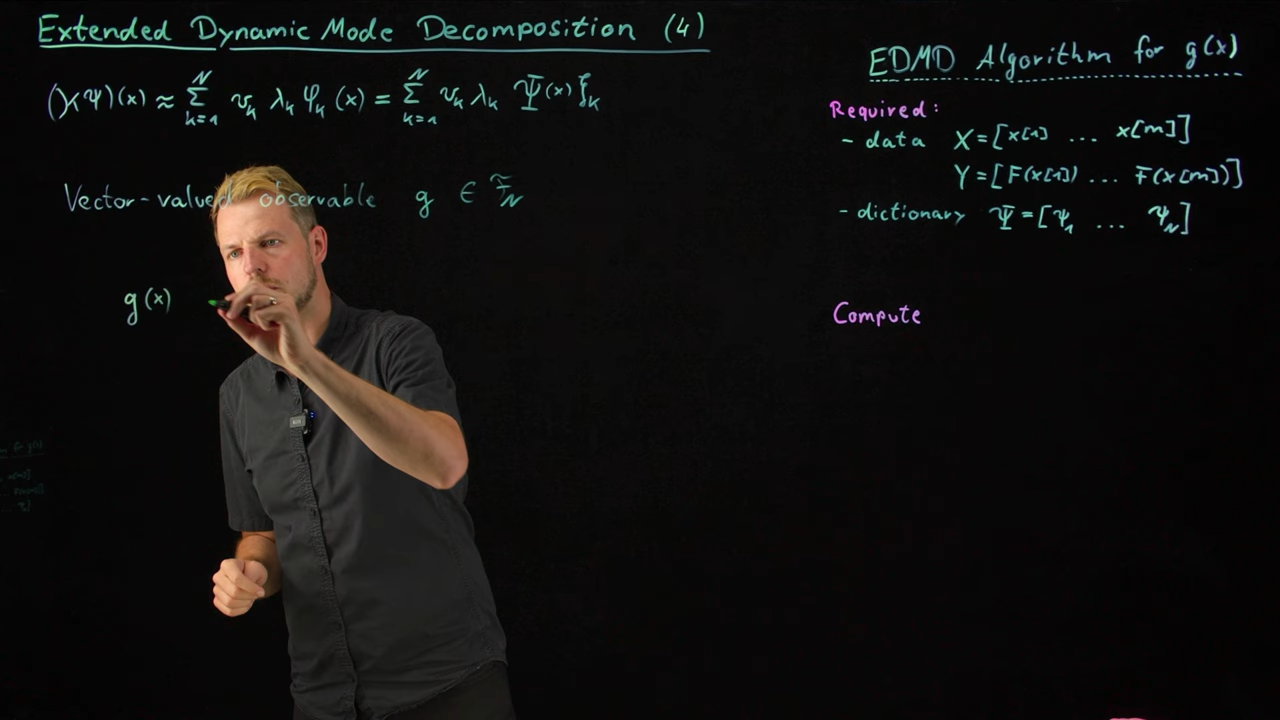 Extended Dynamic Mode Decomposition (4)
(𝒦ψ)(x) ≈ Σ_{k=1}^{N} v_k λ_k φ_k (x) = Σ_{k=1}^{N} v_k λ_k Ψ(x) ξ_k
Vector-valued observable g ∈ F̃_N
g(x)
EDMD Algorithm for g(x)
Required:
- data X=[x[1] ... x[m]]
Y=[F(x[1]) ... F(x[m])]
- dictionary Ψ=[ψ_1 ... ψ_N]
Compute